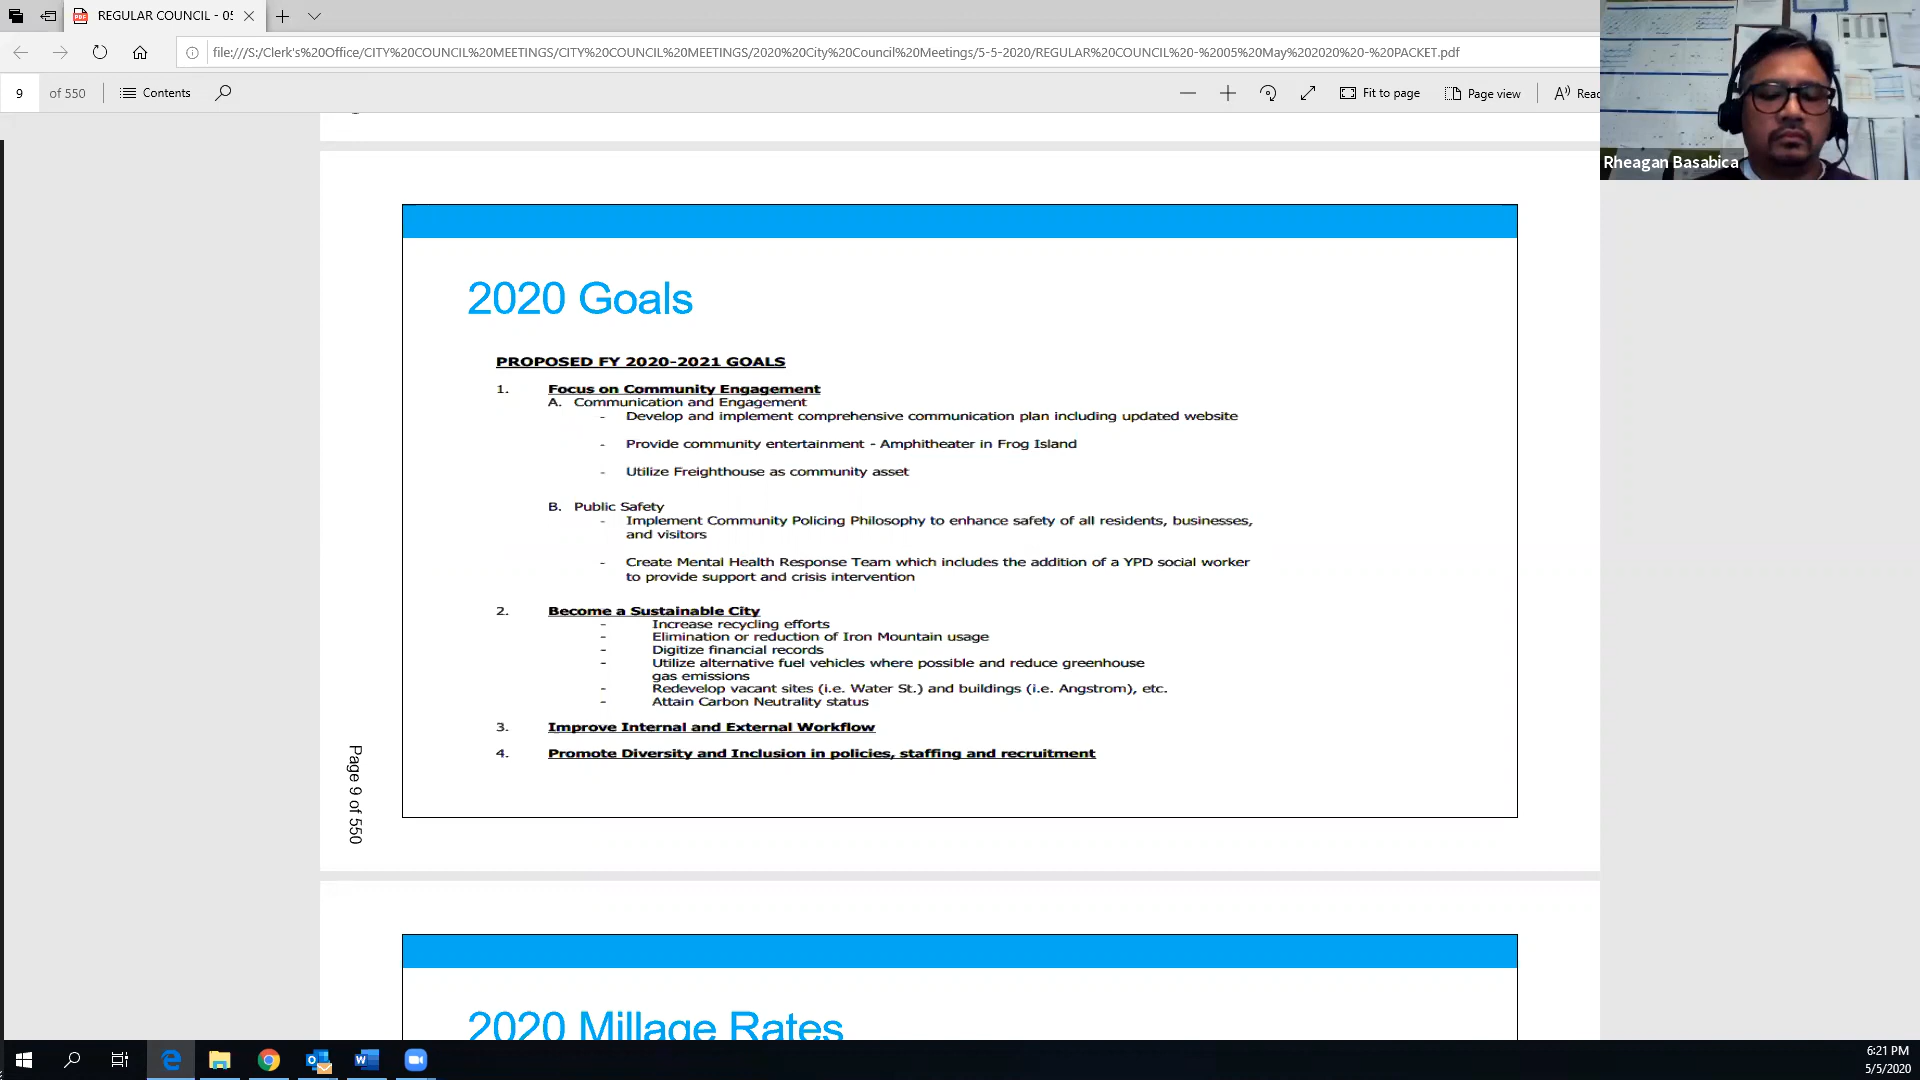 REGULAR COUNCIL - 05
file:///S:/Clerk's%20Office/CITY%20COUNCIL%20MEETINGS/CITY%20COUNCIL%20MEETINGS/2020%20City%20Council%20Meetings/5-5-2020/REGULAR%20COUNCIL%20-%2005%20May%202020%20-%20PACKET.pdf
9 of 550 Contents Fit to page Page view Reac
Rheagan Basabica
2020 Goals
PROPOSED FY 2020-2021 GOALS
1. Focus on Community Engagement
A. Communication and Engagement
- Develop and implement comprehensive communication plan including updated website
- Provide community entertainment - Amphitheater in Frog Island
- Utilize Freighthouse as community asset
B. Public Safety
- Implement Community Policing Philosophy to enhance safety of all residents, businesses,
and visitors
- Create Mental Health Response Team which includes the addition of a YPD social worker
to provide support and crisis intervention
2. Become a Sustainable City
- Increase recycling efforts
- Elimination or reduction of Iron Mountain usage
- Digitize financial records
- Utilize alternative fuel vehicles where possible and reduce greenhouse
gas emissions
- Redevelop vacant sites (i.e. Water St.) and buildings (i.e. Angstrom), etc.
- Attain Carbon Neutrality status
3. Improve Internal and External Workflow
4. Promote Diversity and Inclusion in policies, staffing and recruitment
Page 9 of 550
2020 Millage Rates
6:21 PM
5/5/2020